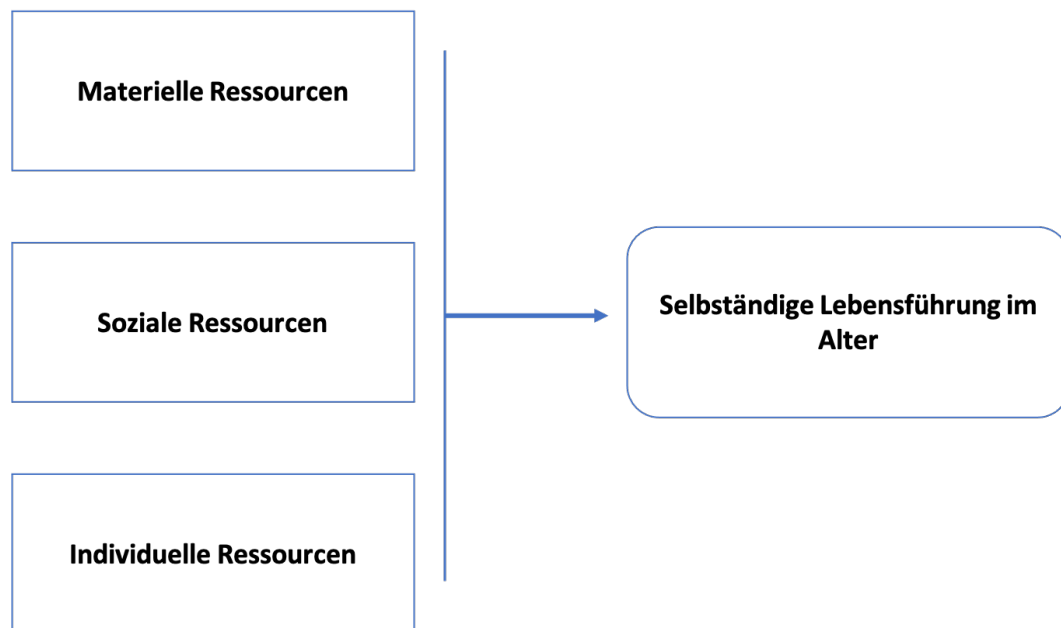 Materielle Ressourcen
Soziale Ressourcen
Individuelle Ressourcen
Selbständige Lebensführung im
Alter